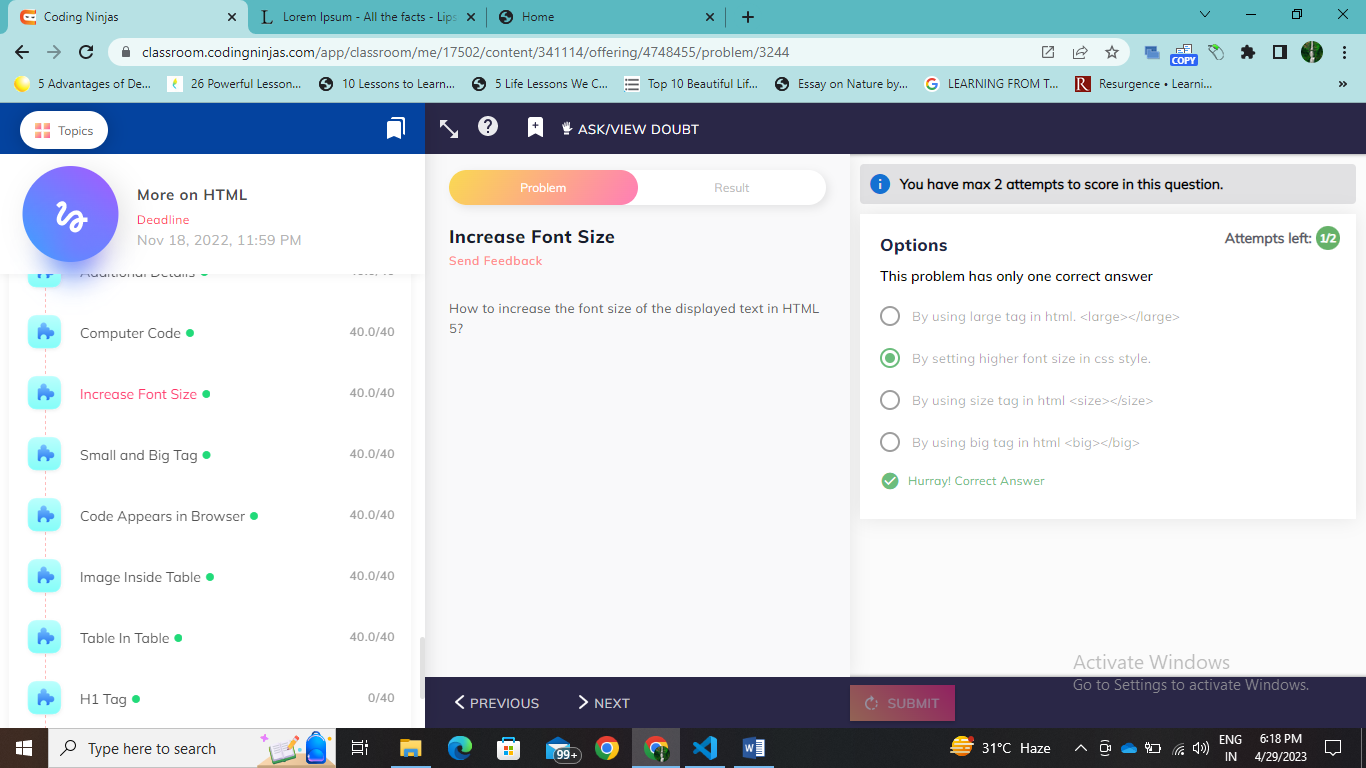 Coding Ninjas
Lorem Ipsum - All the facts - Lips
Home
classroom.codingninjas.com/app/classroom/me/17502/content/341114/offering/4748455/problem/3244
COPY
5 Advantages of De...
26 Powerful Lesson...
10 Lessons to Learn...
5 Life Lessons We C...
Top 10 Beautiful Lif...
Essay on Nature by...
LEARNING FROM T...
Resurgence • Learni...
Topics
ASK/VIEW DOUBT
More on HTML
Deadline
Nov 18, 2022, 11:59 PM
Additional Details
40.0/40
Computer Code
40.0/40
Increase Font Size
40.0/40
Small and Big Tag
40.0/40
Code Appears in Browser
40.0/40
Image Inside Table
40.0/40
Table In Table
40.0/40
H1 Tag
0/40
Problem
Result
Increase Font Size
Send Feedback
How to increase the font size of the displayed text in HTML
5?
PREVIOUS
NEXT
You have max 2 attempts to score in this question.
Options
Attempts left: 1/2
This problem has only one correct answer
By using large tag in html. <large></large>
By setting higher font size in css style.
By using size tag in html <size></size>
By using big tag in html <big></big>
Hurray! Correct Answer
Activate Windows
Go to Settings to activate Windows.
SUBMIT
Type here to search
99+
31°C Haze
ENG
IN
6:18 PM
4/29/2023